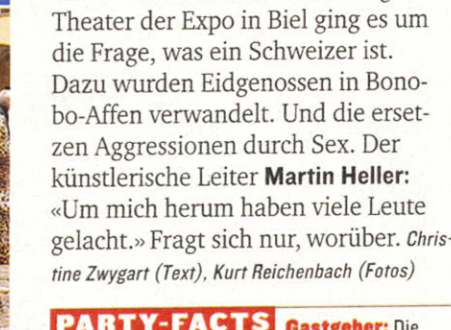 Theater der Expo in Biel ging es um
die Frage, was ein Schweizer ist.
Dazu wurden Eidgenossen in Bono-
bo-Affen verwandelt. Und die erset-
zen Aggressionen durch Sex. Der
künstlerische Leiter Martin Heller:
«Um mich herum haben viele Leute
gelacht.» Fragt sich nur, worüber. Chris-
tine Zwygart (Text), Kurt Reichenbach (Fotos)
PARTY-FACTS Gastgeber: Die